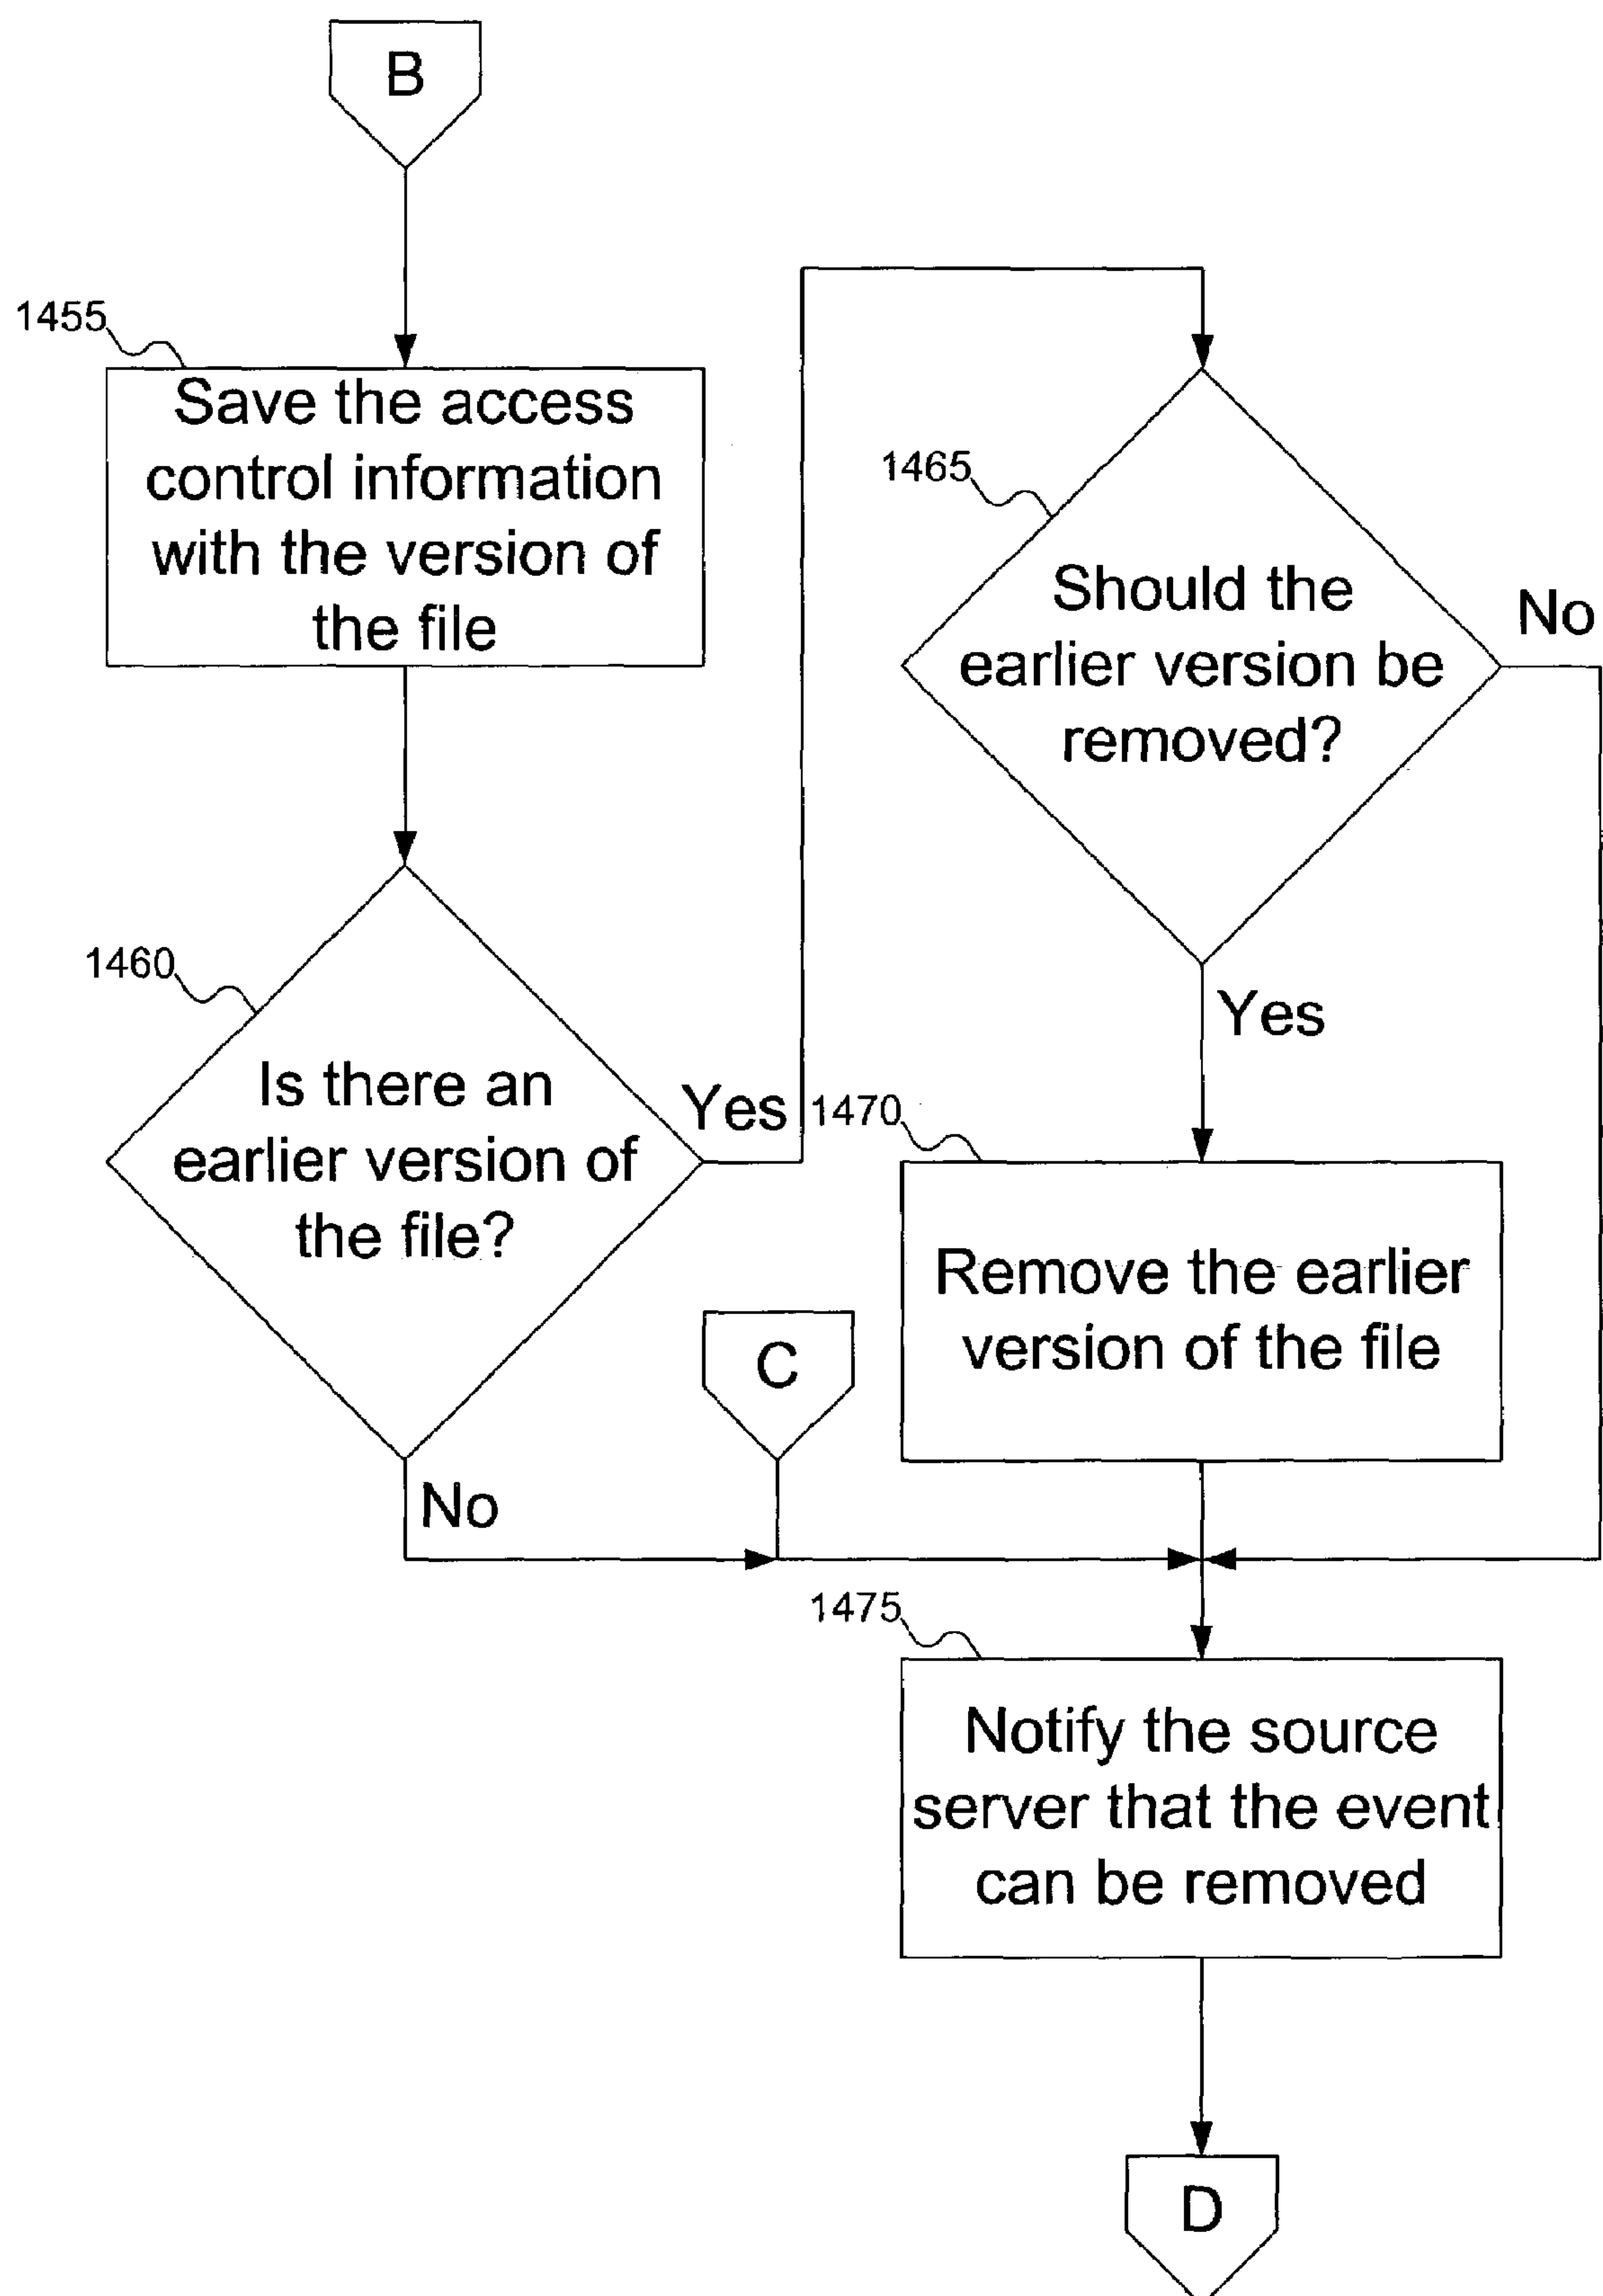 B
1455
Save the access
control information
with the version of
the file
1460
Is there an
earlier version of
the file?
Yes
No
1465
Should the
earlier version be
removed?
No
Yes
1470
Remove the earlier
version of the file
C
1475
Notify the source
server that the event
can be removed
D